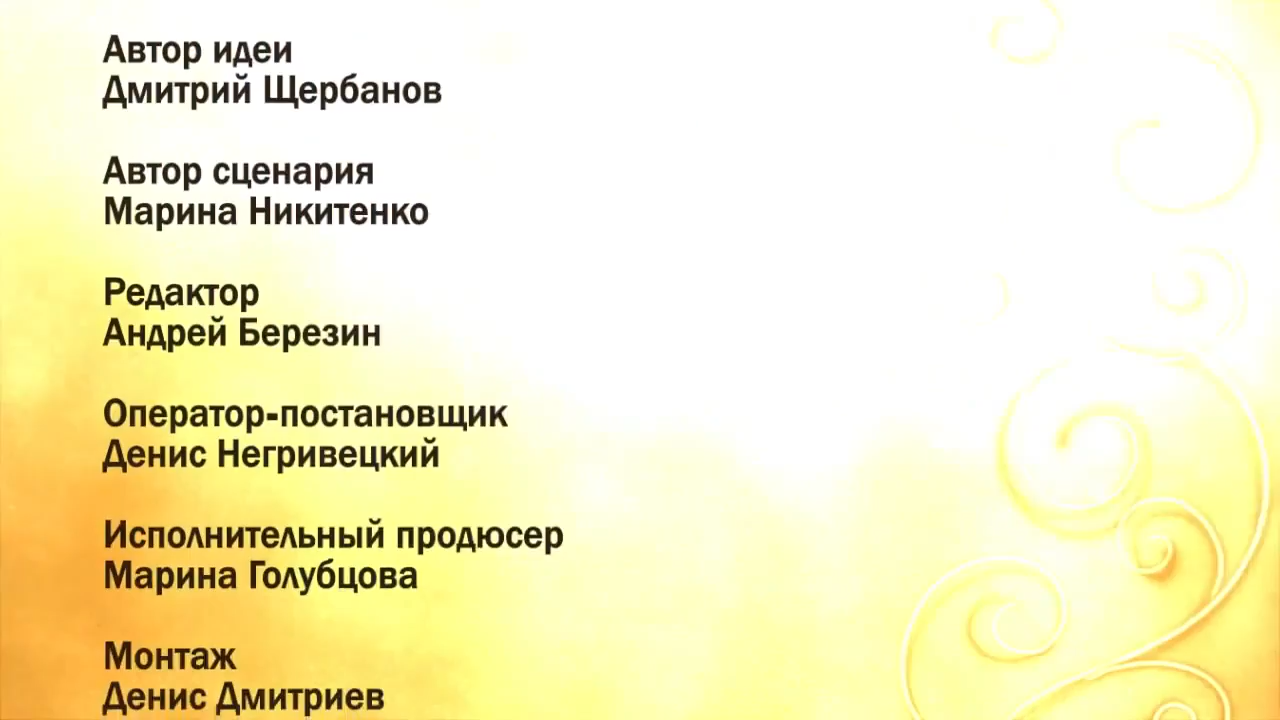 Автор идеи
Дмитрий Щербанов
Автор сценария
Марина Никитенко
Редактор
Андрей Березин
Оператор-постановщик
Денис Негривецкий
Исполнительный продюсер
Марина Голубцова
Монтаж
Денис Дмитриев